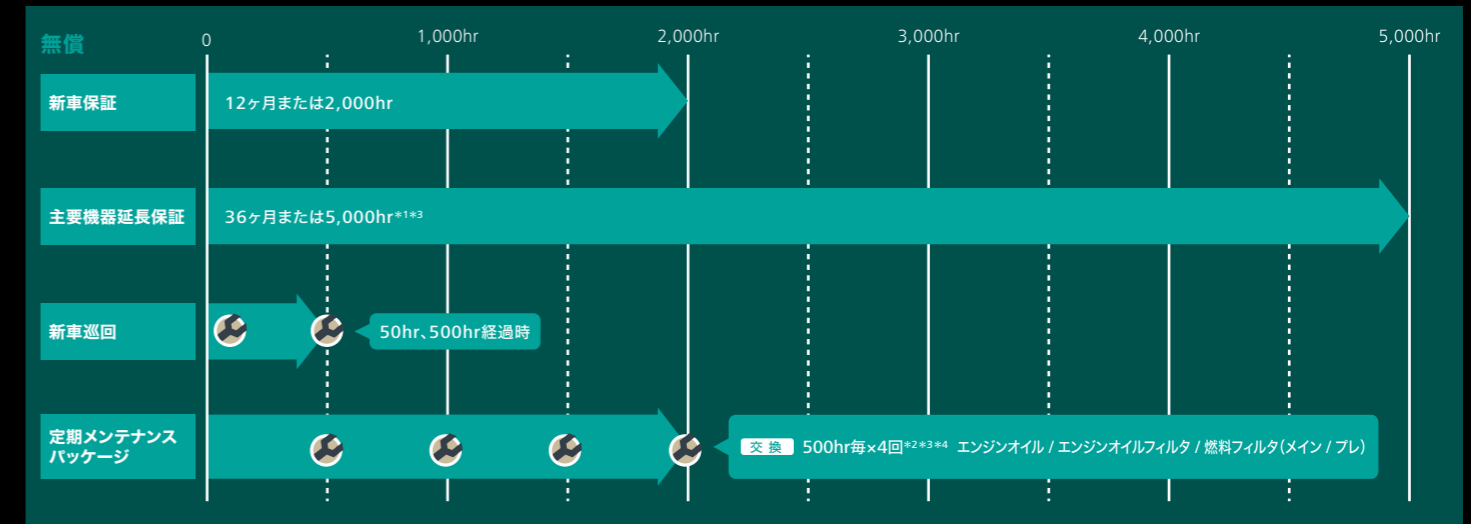 無償
0
1,000hr
2,000hr
3,000hr
4,000hr
5,000hr
新車保証
12ヶ月または2,000hr
主要機器延長保証
36ヶ月または5,000hr*1*3
新車巡回
50hr、500hr経過時
定期メンテナンス
パッケージ
交換 500hr毎×4回*2*3*4 エンジンオイル / エンジンオイルフィルタ / 燃料フィルタ(メイン / プレ)